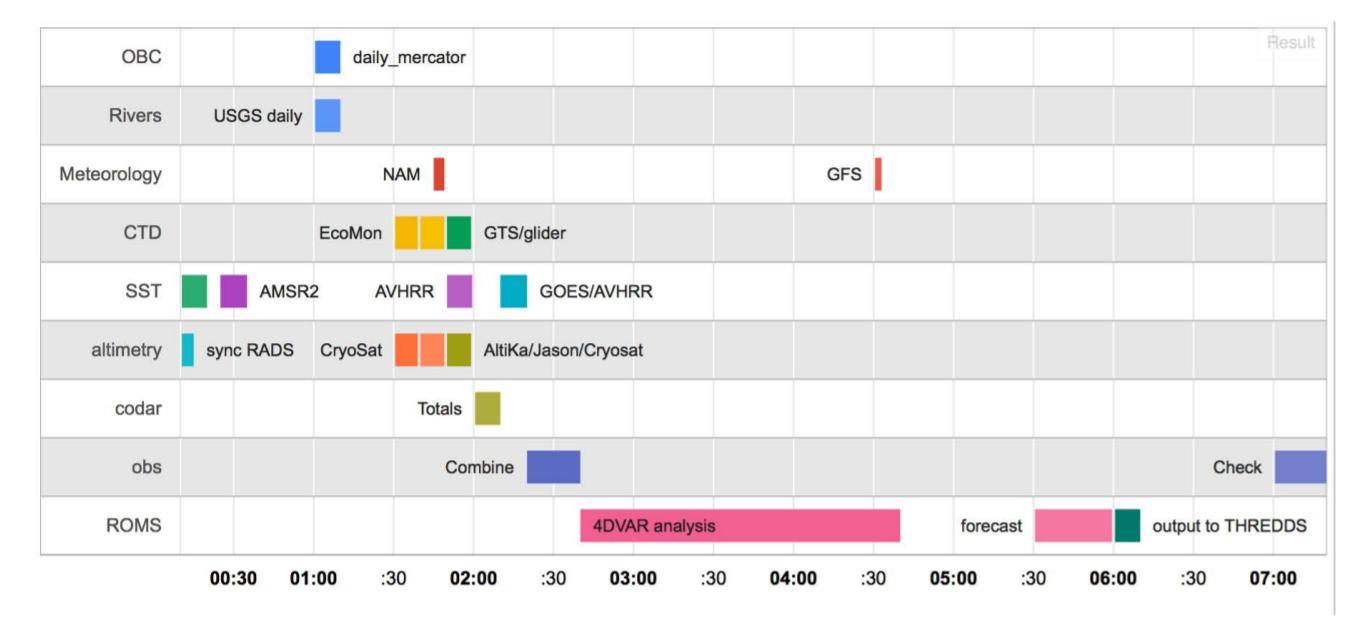 Result
OBC daily_mercator
Rivers USGS daily
Meteorology NAM GFS
CTD EcoMon GTS/glider
SST AMSR2 AVHRR GOES/AVHRR
altimetry sync RADS CryoSat AltiKa/Jason/Cryosat
codar Totals
obs Combine Check
ROMS 4DVAR analysis forecast output to THREDDS
00:30 01:00 :30 02:00 :30 03:00 :30 04:00 :30 05:00 :30 06:00 :30 07:00